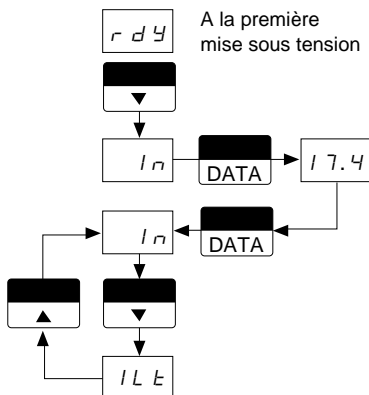 rdY
A la première
mise sous tension
▼
In
DATA
17.4
In
DATA
▲
▼
ILt